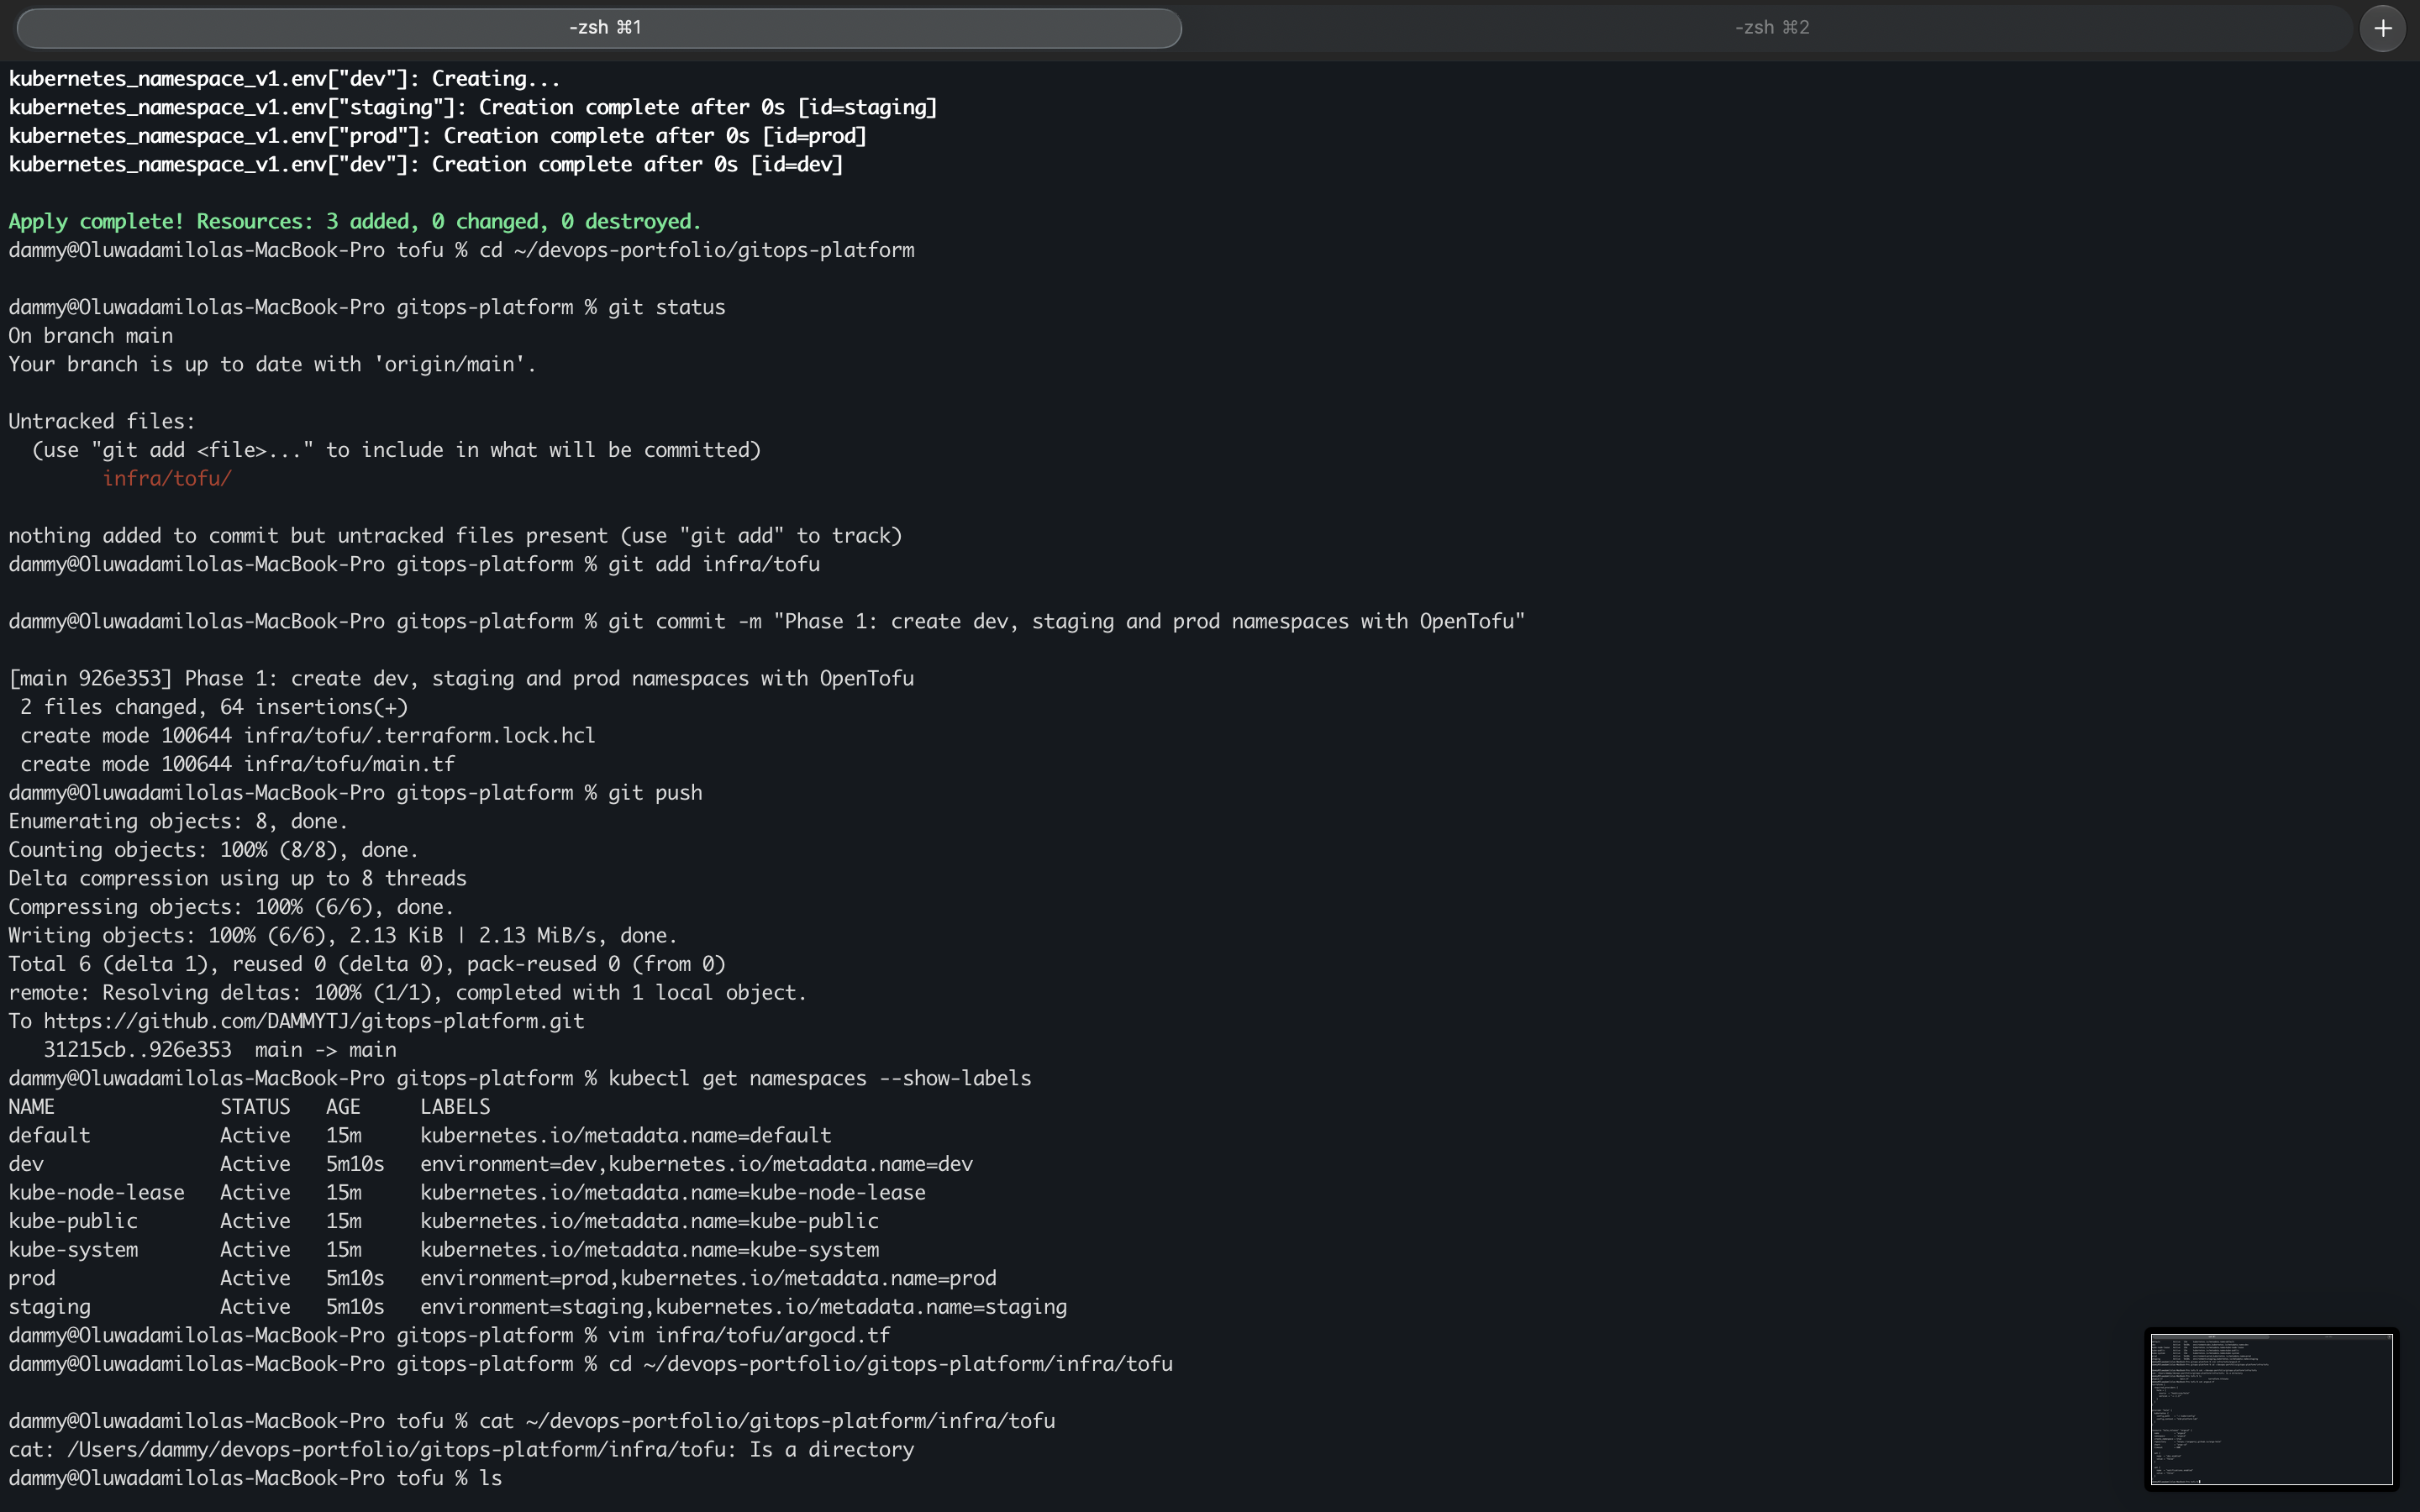 -zsh ⌘1
-zsh ⌘2
+
kubernetes_namespace_v1.env["dev"]: Creating...
kubernetes_namespace_v1.env["staging"]: Creation complete after 0s [id=staging]
kubernetes_namespace_v1.env["prod"]: Creation complete after 0s [id=prod]
kubernetes_namespace_v1.env["dev"]: Creation complete after 0s [id=dev]
Apply complete! Resources: 3 added, 0 changed, 0 destroyed.
dammy@Oluwadamilolas-MacBook-Pro tofu % cd ~/devops-portfolio/gitops-platform
dammy@Oluwadamilolas-MacBook-Pro gitops-platform % git status
On branch main
Your branch is up to date with 'origin/main'.
Untracked files:
  (use "git add <file>..." to include in what will be committed)
        infra/tofu/
nothing added to commit but untracked files present (use "git add" to track)
dammy@Oluwadamilolas-MacBook-Pro gitops-platform % git add infra/tofu
dammy@Oluwadamilolas-MacBook-Pro gitops-platform % git commit -m "Phase 1: create dev, staging and prod namespaces with OpenTofu"
[main 926e353] Phase 1: create dev, staging and prod namespaces with OpenTofu
 2 files changed, 64 insertions(+)
 create mode 100644 infra/tofu/.terraform.lock.hcl
 create mode 100644 infra/tofu/main.tf
dammy@Oluwadamilolas-MacBook-Pro gitops-platform % git push
Enumerating objects: 8, done.
Counting objects: 100% (8/8), done.
Delta compression using up to 8 threads
Compressing objects: 100% (6/6), done.
Writing objects: 100% (6/6), 2.13 KiB | 2.13 MiB/s, done.
Total 6 (delta 1), reused 0 (delta 0), pack-reused 0 (from 0)
remote: Resolving deltas: 100% (1/1), completed with 1 local object.
To https://github.com/DAMMYTJ/gitops-platform.git
   31215cb..926e353  main -> main
dammy@Oluwadamilolas-MacBook-Pro gitops-platform % kubectl get namespaces --show-labels
NAME              STATUS   AGE     LABELS
default           Active   15m     kubernetes.io/metadata.name=default
dev               Active   5m10s   environment=dev,kubernetes.io/metadata.name=dev
kube-node-lease   Active   15m     kubernetes.io/metadata.name=kube-node-lease
kube-public       Active   15m     kubernetes.io/metadata.name=kube-public
kube-system       Active   15m     kubernetes.io/metadata.name=kube-system
prod              Active   5m10s   environment=prod,kubernetes.io/metadata.name=prod
staging           Active   5m10s   environment=staging,kubernetes.io/metadata.name=staging
dammy@Oluwadamilolas-MacBook-Pro gitops-platform % vim infra/tofu/argocd.tf
dammy@Oluwadamilolas-MacBook-Pro gitops-platform % cd ~/devops-portfolio/gitops-platform/infra/tofu
dammy@Oluwadamilolas-MacBook-Pro tofu % cat ~/devops-portfolio/gitops-platform/infra/tofu
cat: /Users/dammy/devops-portfolio/gitops-platform/infra/tofu: Is a directory
dammy@Oluwadamilolas-MacBook-Pro tofu % ls